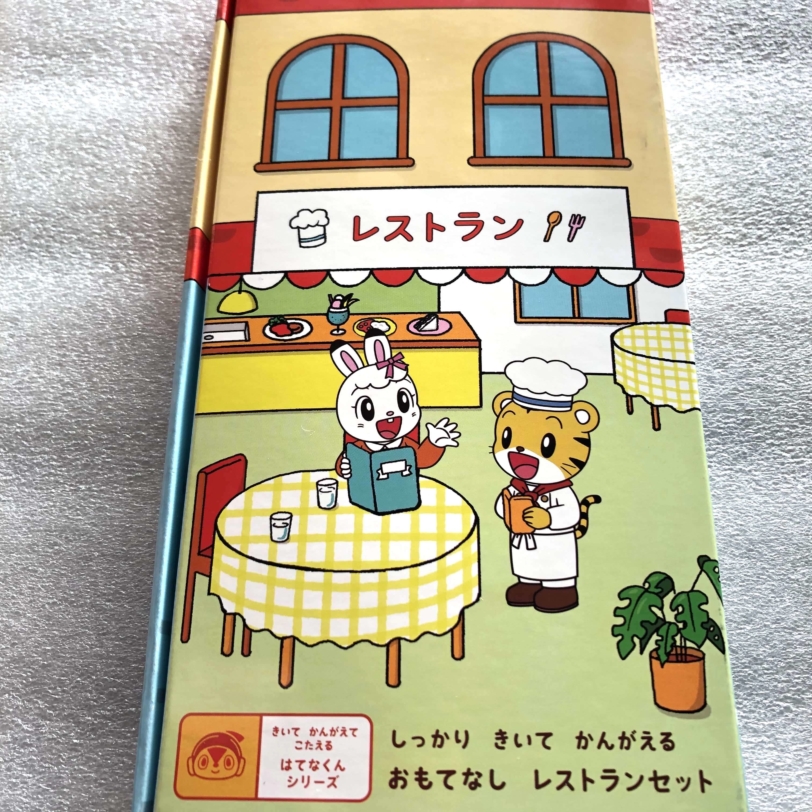 レストラン
きいて かんがえて
こたえる
はてなくん
シリーズ
しっかり きいて かんがえる
おもてなし レストランセット